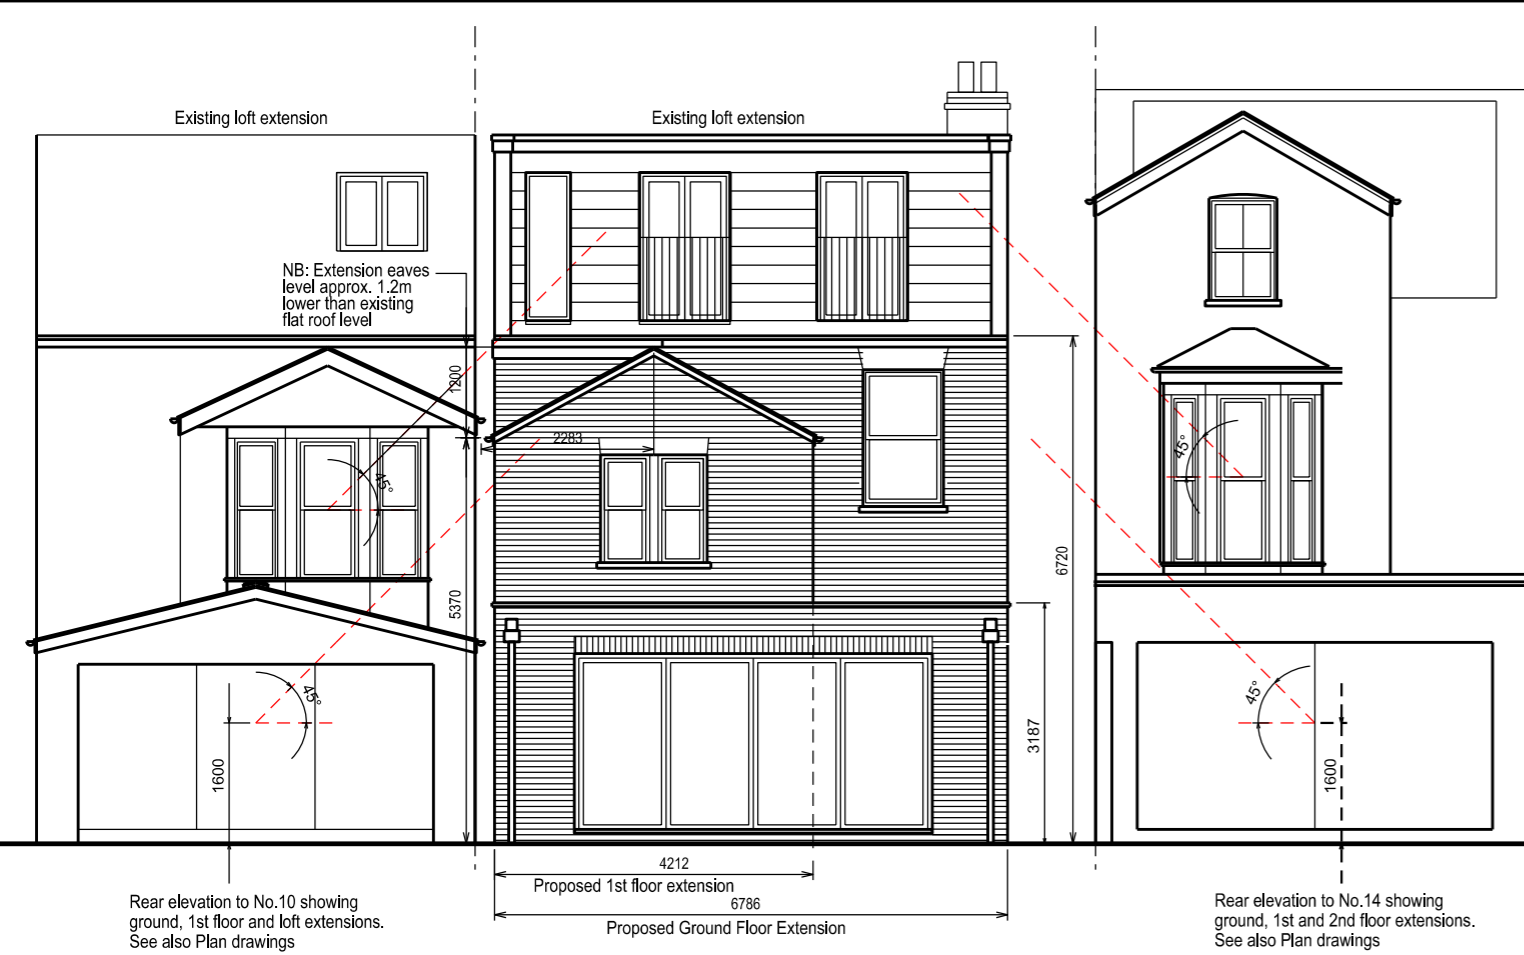 Existing loft extension
Existing loft extension
NB: Extension eaves
level approx. 1.2m
lower than existing
flat roof level
1200
2283
45°
45°
5370
6720
45°
1600
3187
45°
1600
4212
Proposed 1st floor extension
6786
Proposed Ground Floor Extension
Rear elevation to No.10 showing
ground, 1st floor and loft extensions.
See also Plan drawings
Rear elevation to No.14 showing
ground, 1st and 2nd floor extensions.
See also Plan drawings